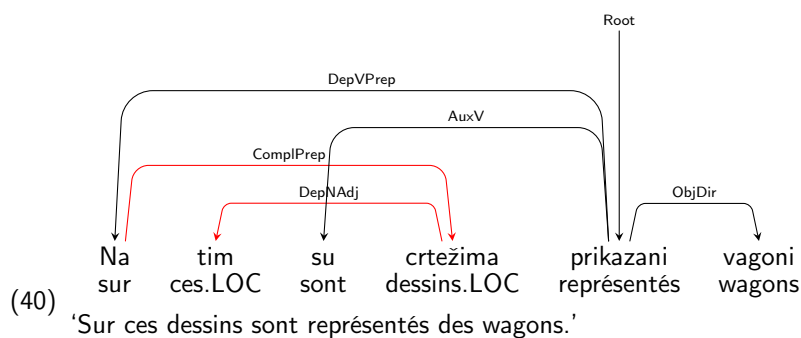 Root
DepVPrep
AuxV
ComplPrep
DepNAdj
ObjDir
Na tim su crtežima prikazani vagoni
sur ces.LOC sont dessins.LOC représentés wagons
(40)
‘Sur ces dessins sont représentés des wagons.’